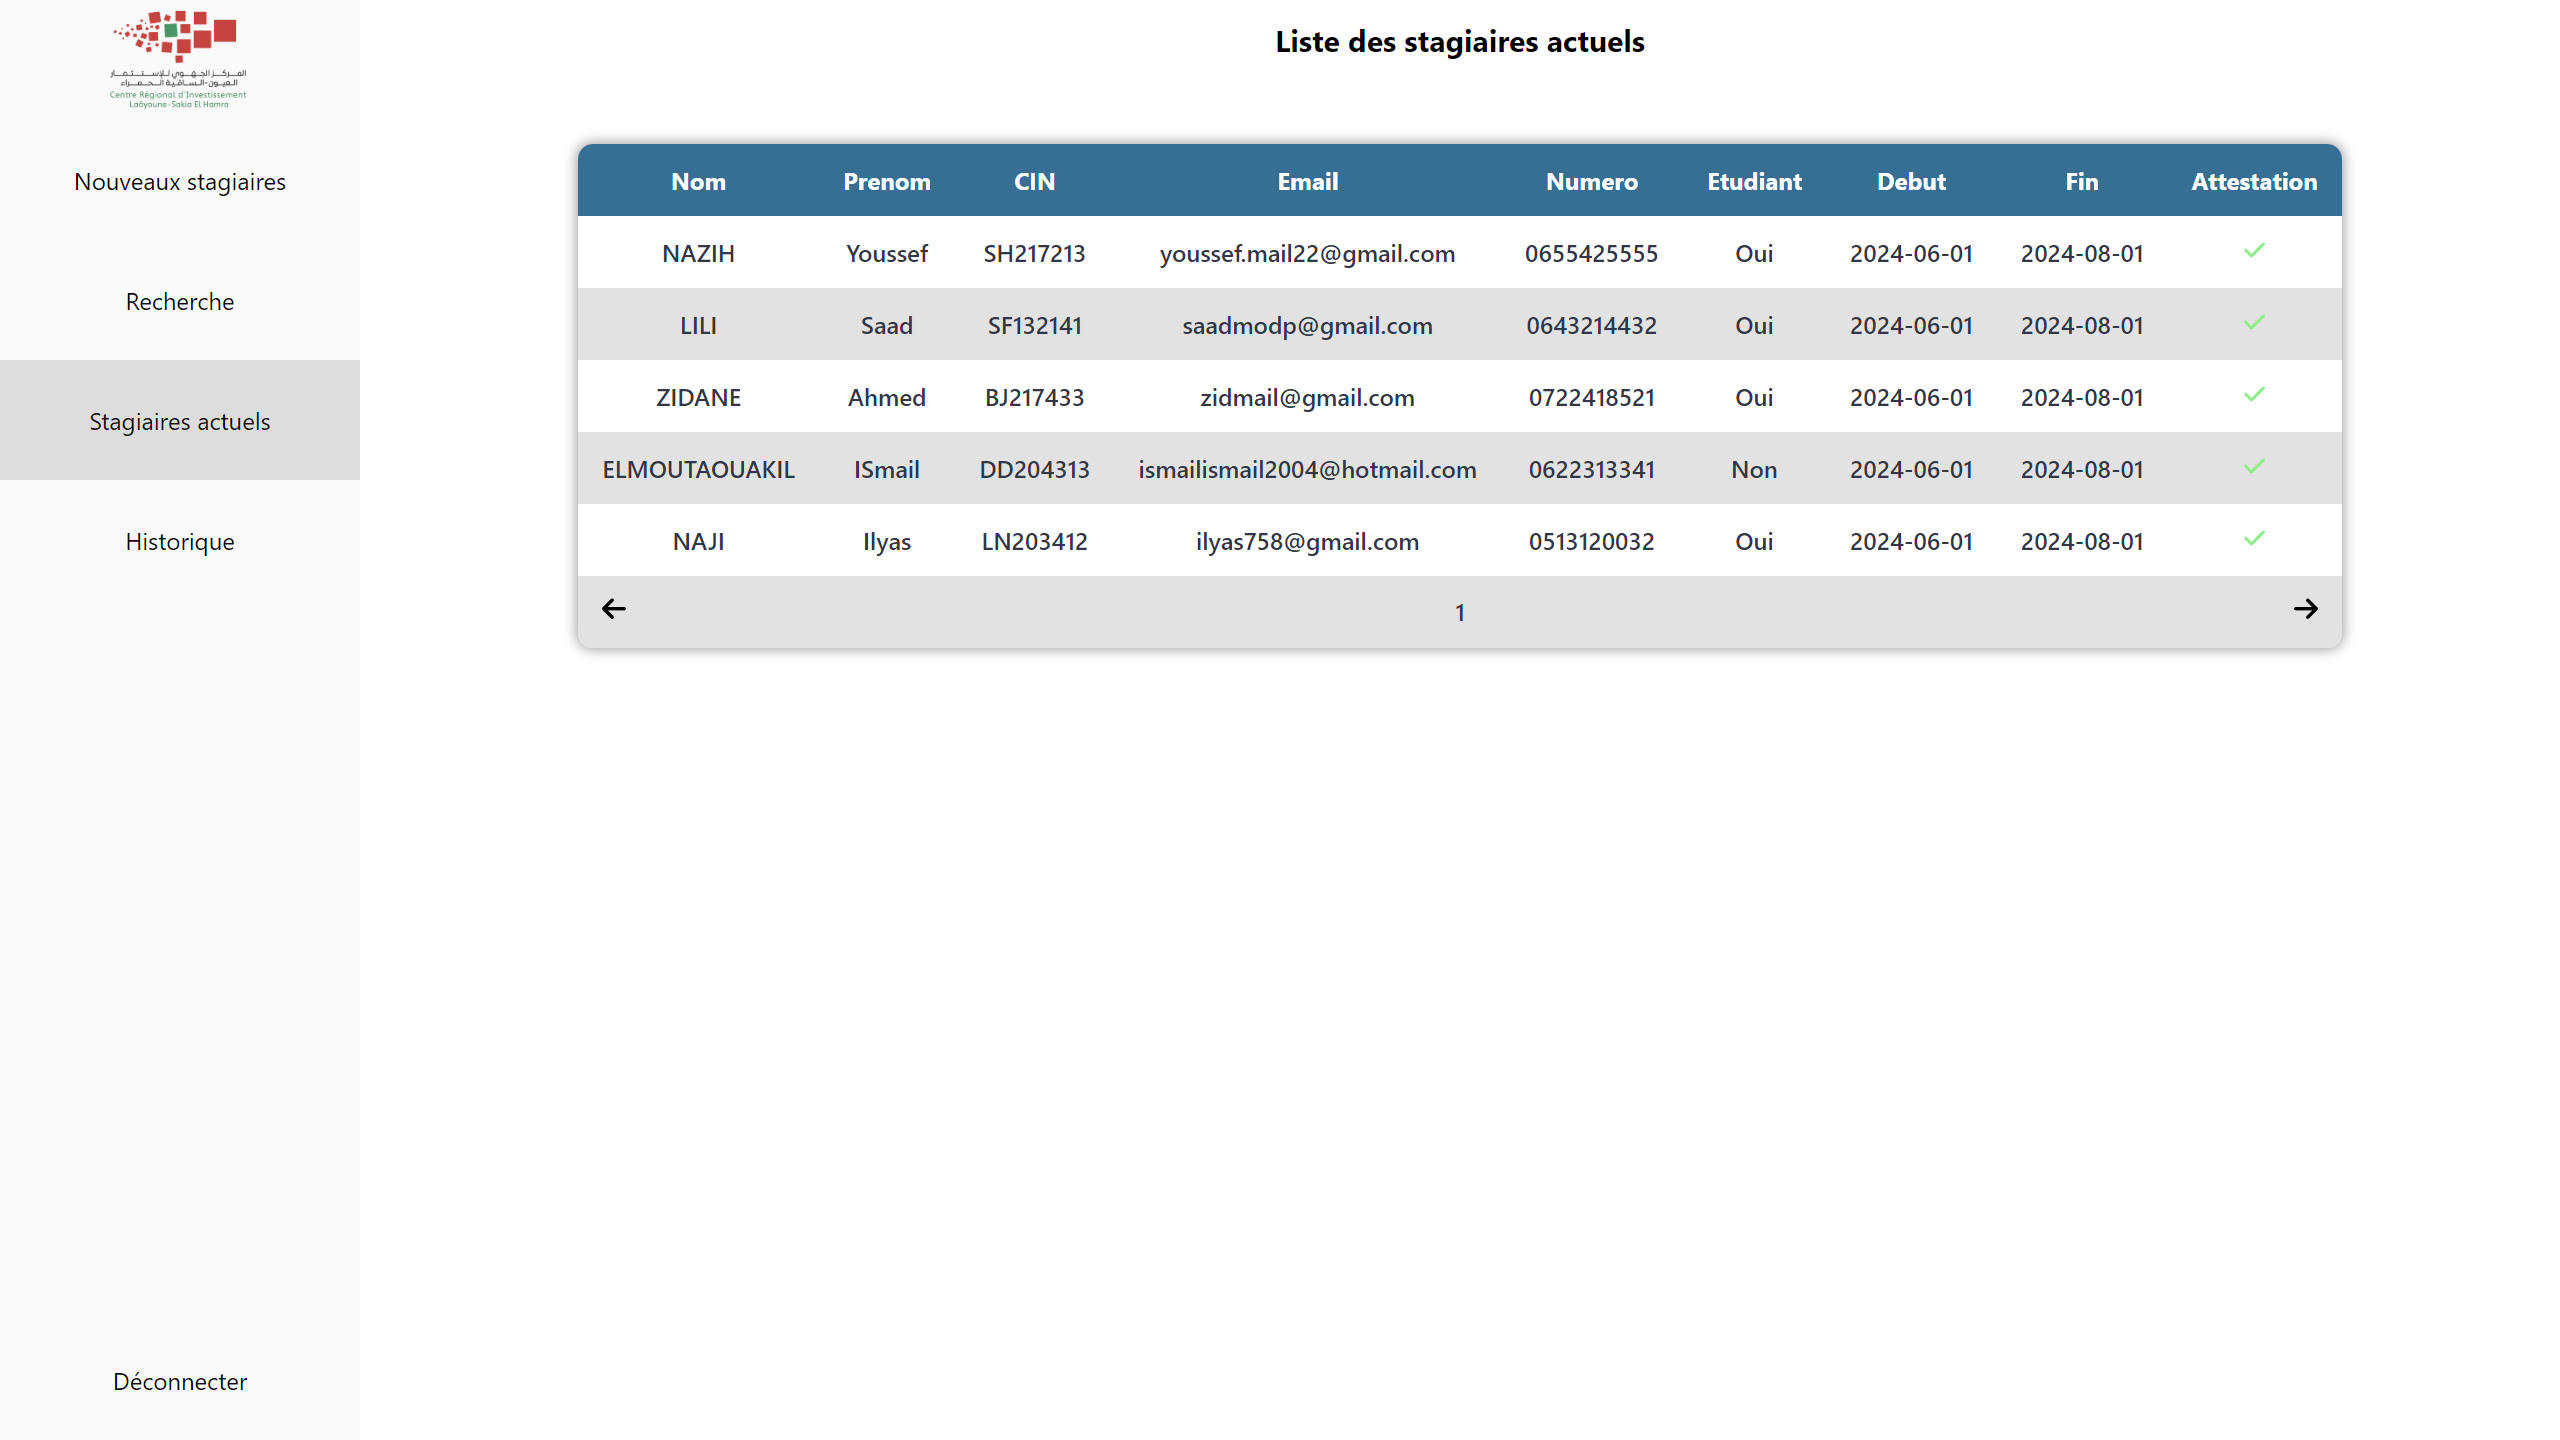 المركز الجهوي للإستثمار
العيون-الساقية الحمراء
Centre Régional d'Investissement
Laâyoune-Sakia El Hamra
Nouveaux stagiaires
Recherche
Stagiaires actuels
Historique
Déconnecter
Liste des stagiaires actuels
Nom Prenom CIN Email Numero Etudiant Debut Fin Attestation
NAZIH Youssef SH217213 youssef.mail22@gmail.com 0655425555 Oui 2024-06-01 2024-08-01
LILI Saad SF132141 saadmodp@gmail.com 0643214432 Oui 2024-06-01 2024-08-01
ZIDANE Ahmed BJ217433 zidmail@gmail.com 0722418521 Oui 2024-06-01 2024-08-01
ELMOUTAOUAKIL ISmail DD204313 ismailismail2004@hotmail.com 0622313341 Non 2024-06-01 2024-08-01
NAJI Ilyas LN203412 ilyas758@gmail.com 0513120032 Oui 2024-06-01 2024-08-01
1